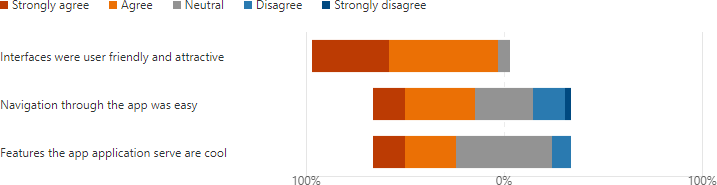 Strongly agree Agree Neutral Disagree Strongly disagree
Interfaces were user friendly and attractive
Navigation through the app was easy
Features the app application serve are cool
100% 0% 100%